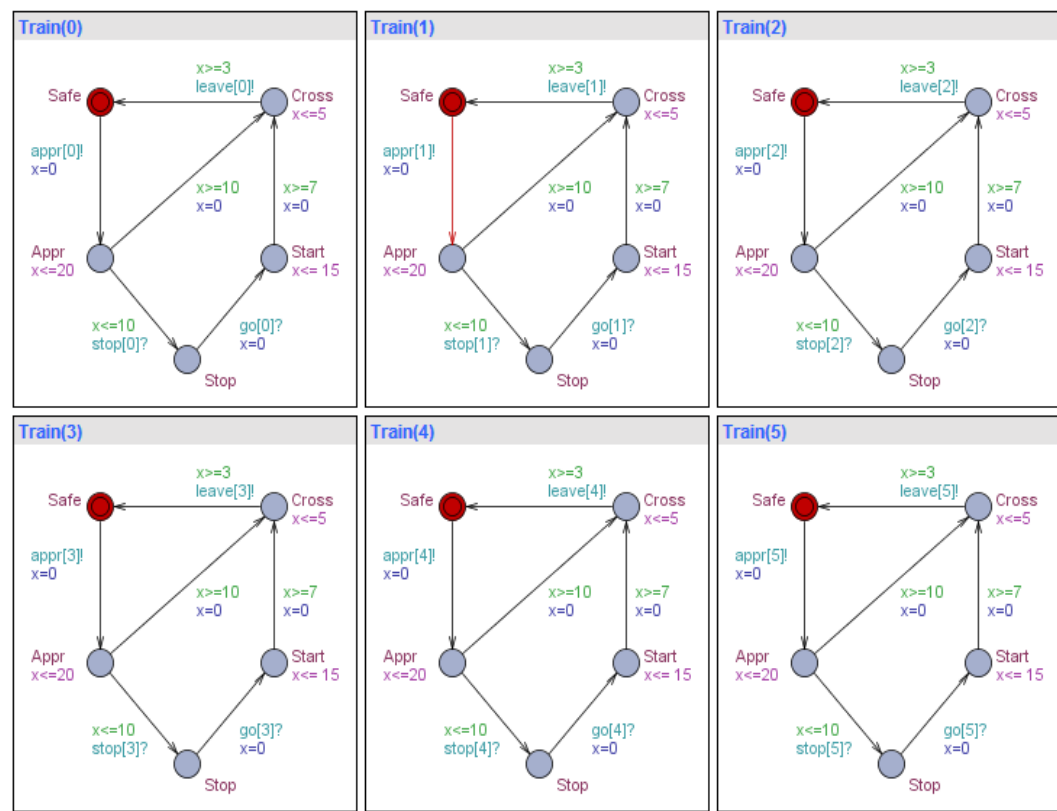 Train(0)
x>=3
leave[0]!
Safe
Cross
x<=5
appr[0]!
x=0
x>=10
x=0
x>=7
x=0
Appr
x<=20
Start
x<= 15
x<=10
stop[0]?
go[0]?
x=0
Stop
Train(1)
x>=3
leave[1]!
Safe
Cross
x<=5
appr[1]!
x=0
x>=10
x=0
x>=7
x=0
Appr
x<=20
Start
x<= 15
x<=10
stop[1]?
go[1]?
x=0
Stop
Train(2)
x>=3
leave[2]!
Safe
Cross
x<=5
appr[2]!
x=0
x>=10
x=0
x>=7
x=0
Appr
x<=20
Start
x<= 15
x<=10
stop[2]?
go[2]?
x=0
Stop
Train(3)
x>=3
leave[3]!
Safe
Cross
x<=5
appr[3]!
x=0
x>=10
x=0
x>=7
x=0
Appr
x<=20
Start
x<= 15
x<=10
stop[3]?
go[3]?
x=0
Stop
Train(4)
x>=3
leave[4]!
Safe
Cross
x<=5
appr[4]!
x=0
x>=10
x=0
x>=7
x=0
Appr
x<=20
Start
x<= 15
x<=10
stop[4]?
go[4]?
x=0
Stop
Train(5)
x>=3
leave[5]!
Safe
Cross
x<=5
appr[5]!
x=0
x>=10
x=0
x>=7
x=0
Appr
x<=20
Start
x<= 15
x<=10
stop[5]?
go[5]?
x=0
Stop